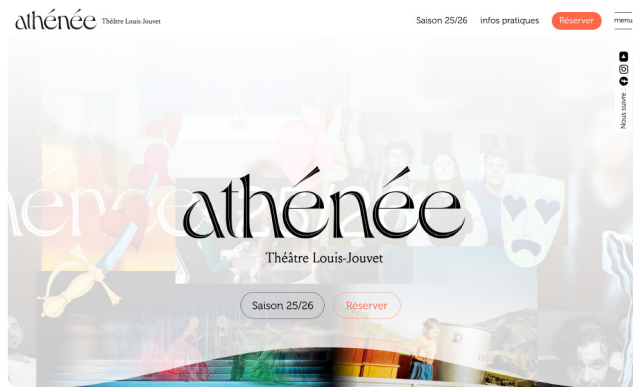 athénée Théâtre Louis-Jouvet Saison 25/26 infos pratiques Réserver menu
Nous suivre :
athénée
Théâtre Louis-Jouvet
Saison 25/26 Réserver